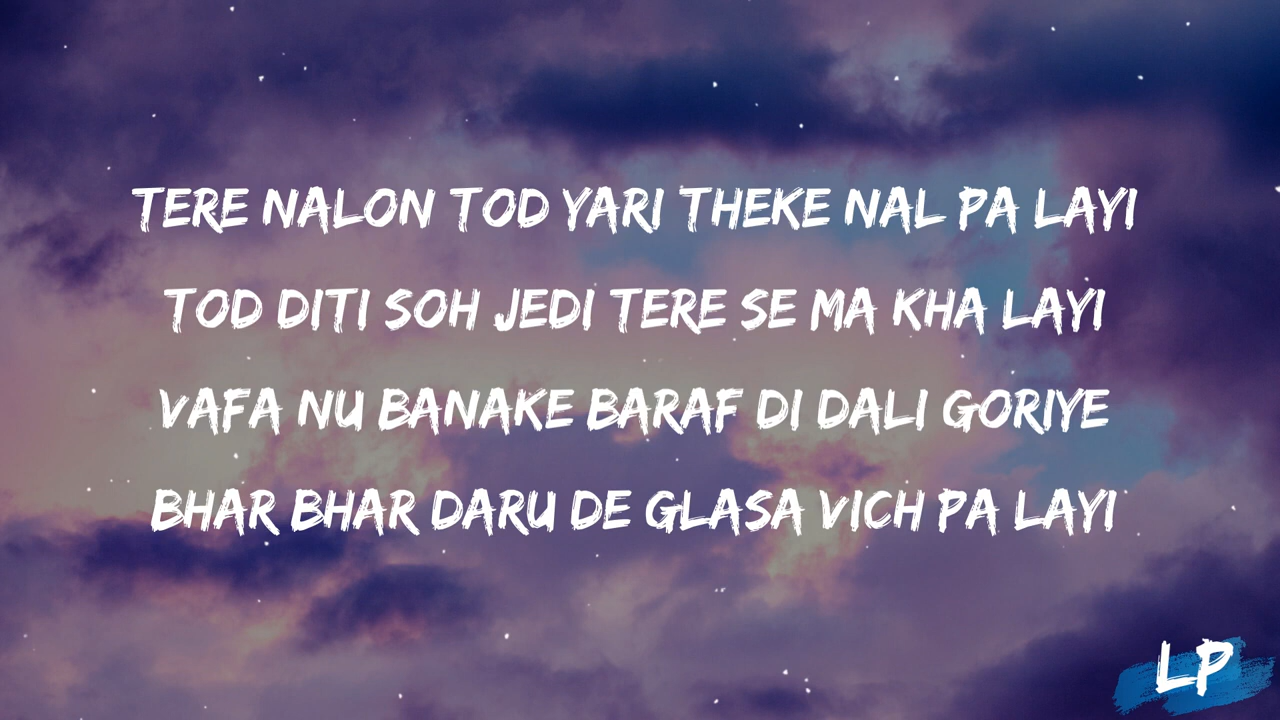 TERE NALON TOD YARI THEKE NAL PA LAYI
TOD DITI SOH JEDI TERE SE MA KHA LAYI
VAFA NU BANAKE BARAF DI DALI GORIYE
BHAR BHAR DARU DE GLASA VICH PA LAYI
LP